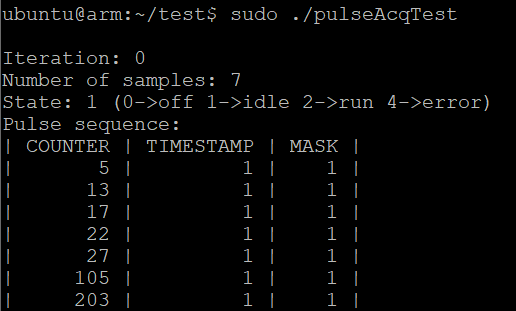 ubuntu@arm:~/test$ sudo ./pulseAcqTest
Iteration: 0
Number of samples: 7
State: 1 (0->off 1->idle 2->run 4->error)
Pulse sequence:
| COUNTER | TIMESTAMP | MASK |
|       5 |         1 |    1 |
|      13 |         1 |    1 |
|      17 |         1 |    1 |
|      22 |         1 |    1 |
|      27 |         1 |    1 |
|     105 |         1 |    1 |
|     203 |         1 |    1 |